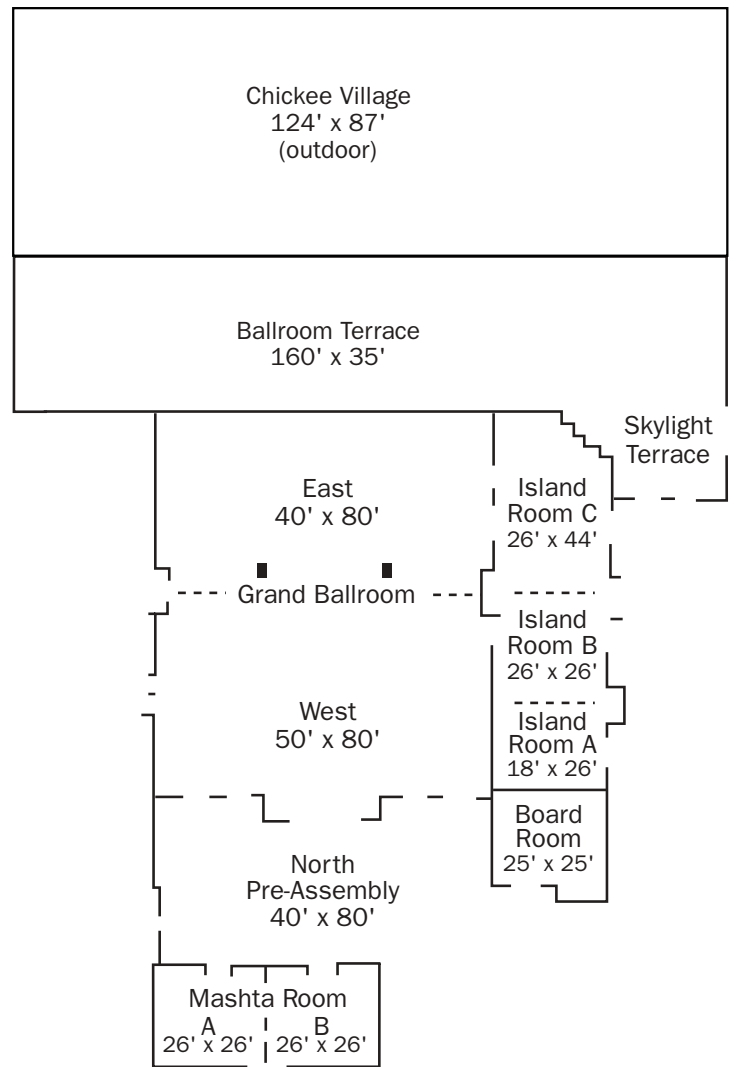 Chickee Village
124' x 87'
(outdoor)
Ballroom Terrace
160' x 35'
Skylight
Terrace
East
40' x 80'
Island
Room C
26' x 44'
Grand Ballroom
Island
Room B
26' x 26'
West
50' x 80'
Island
Room A
18' x 26'
Board
Room
25' x 25'
North
Pre-Assembly
40' x 80'
Mashta Room
A B
26' x 26' 26' x 26'